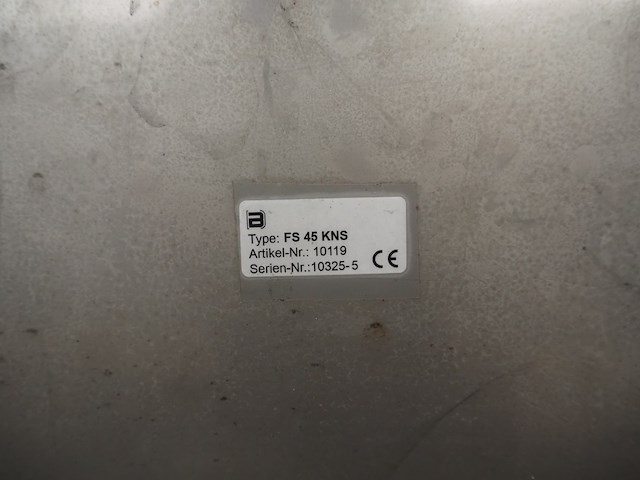 Type: FS 45 KNS
Artikel-Nr.: 10119
Serien-Nr.:10325-5
CE